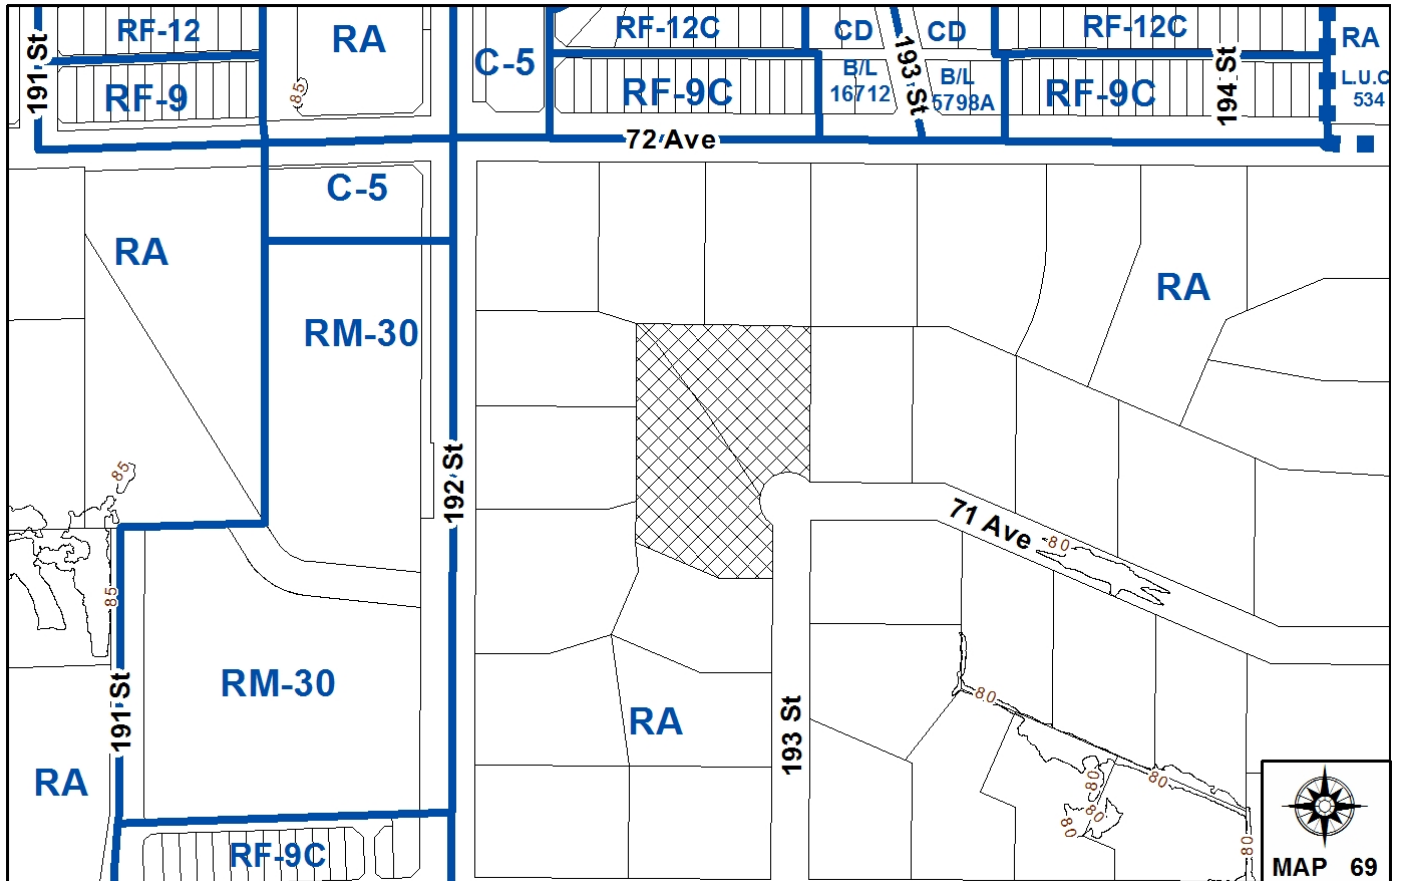 RF-12
RA
RF-12C
CD
CD
RF-12C
RA
191 St
C-5
193 St
194 St
RF-9
85
RF-9C
B/L
16712
B/L
5798A
RF-9C
L.U.C
534
72 Ave
C-5
RA
RA
RM-30
85
192 St
71 Ave
80
85
RM-30
191 St
RA
193 St
80
RA
80
80
80
80
80
RF-9C
MAP 69